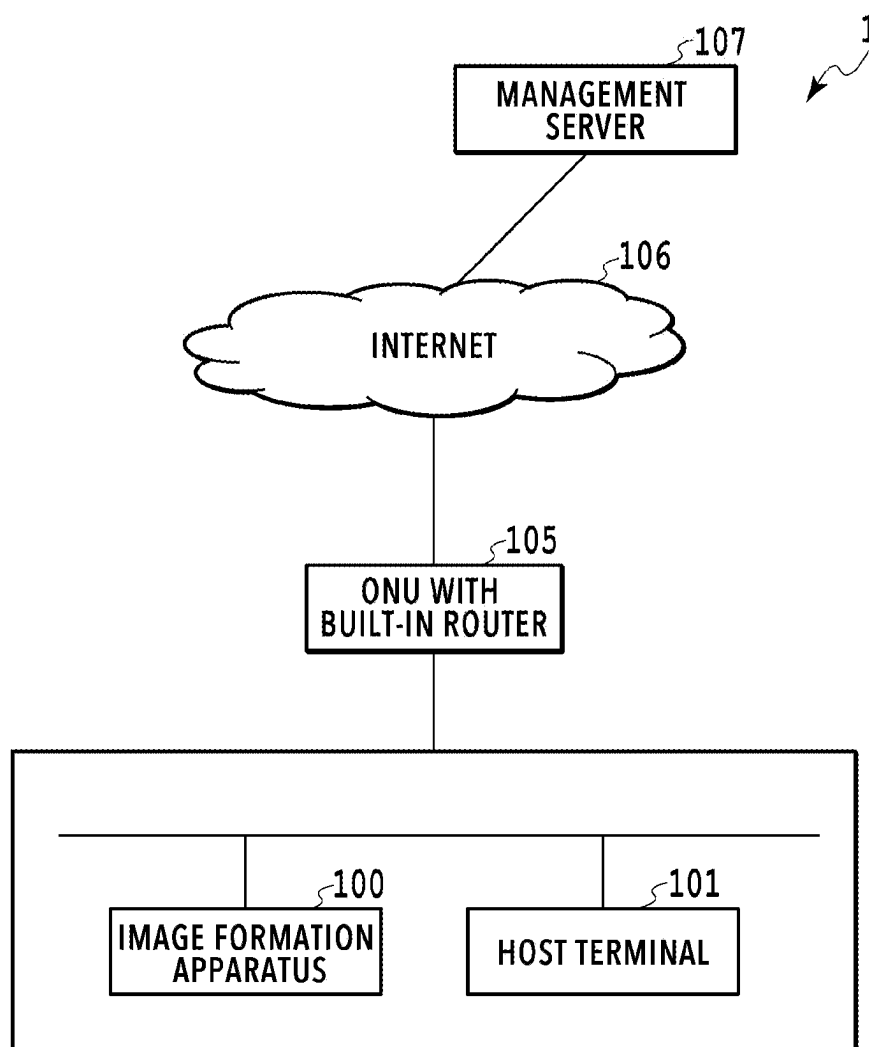 1
107
MANAGEMENT
SERVER
106
INTERNET
105
ONU WITH
BUILT-IN ROUTER
100
IMAGE FORMATION
APPARATUS
101
HOST TERMINAL